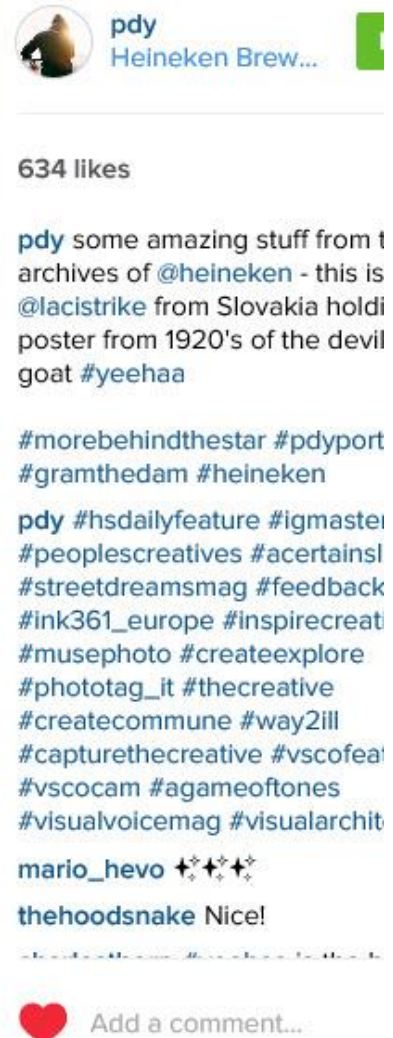 pdy
Heineken Brew...
634 likes
pdy some amazing stuff from t
archives of @heineken - this is
@lacistrike from Slovakia holdi
poster from 1920's of the devil
goat #yeehaa
#morebehindthestar #pdyport
#gramthedam #heineken
pdy #hsdailyfeature #igmaster
#peoplescreatives #acertainsl
#streetdreamsmag #feedback
#ink361_europe #inspirecreati
#musephoto #createexplore
#phototag_it #thecreative
#createcommune #way2ill
#capturethecreative #vscofeat
#vscocam #agameoftones
#visualvoicemag #visualarchit
mario_hevo
thehoodsnake Nice!
Add a comment...